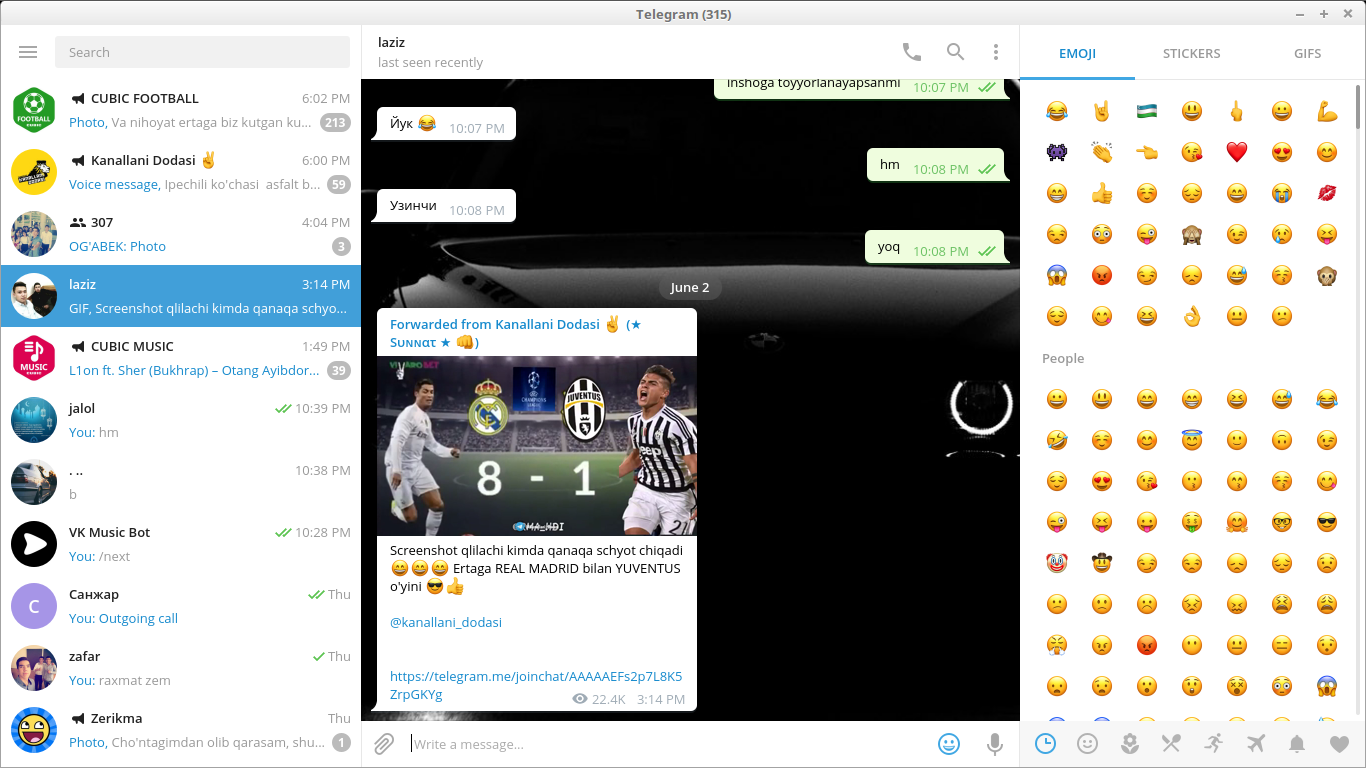 Telegram (315)
Search
CUBIC FOOTBALL 6:02 PM
Photo, Va nihoyat ertaga biz kutgan ku... 213
Kanallani Dodasi ✌ 6:00 PM
Voice message, Ipechili ko'chasi asfalt b... 59
307 4:04 PM
OG'ABEK: Photo 3
laziz 3:14 PM
GIF, Screenshot qlilachi kimda qanaqa schyo...
CUBIC MUSIC 1:49 PM
L1on ft. Sher (Bukhrap) – Otang Ayibdor... 39
jalol 10:39 PM
You: hm
. .. 10:38 PM
b
VK Music Bot 10:28 PM
You: /next
C
Санжар Thu
You: Outgoing call
zafar Thu
You: raxmat zem
Zerikma Thu
Photo, Cho'ntagimdan olib qarasam, shu... 1
FOOTBALL
MUSIC
laziz
last seen recently
inshoga toyyorlanayapsanmi 10:07 PM
Йук 😂 10:07 PM
hm 10:08 PM
Узинчи 10:08 PM
yoq 10:08 PM
June 2
Forwarded from Kanallani Dodasi ✌ (★
Sυηηατ ★ 👊)
JUVENTUS
Jeep
8 - 1
21
Screenshot qlilachi kimda qanaqa schyot chiqadi
😄😄😄 Ertaga REAL MADRID bilan YUVENTUS
o'yini 😎👍
@kanallani_dodasi
https://telegram.me/joinchat/AAAAAEFs2p7L8K5
ZrpGKYg
22.4K 3:14 PM
Write a message...
EMOJI STICKERS GIFS
People